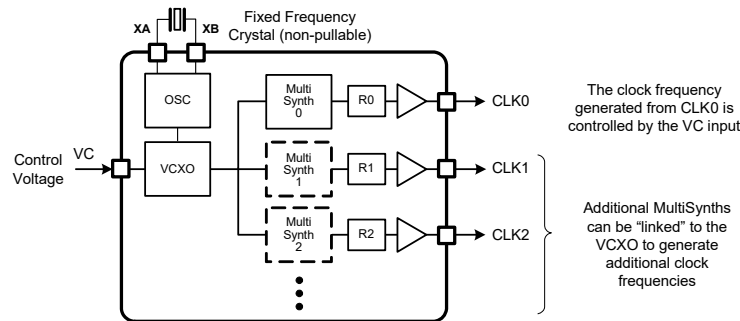 XA
XB
Fixed Frequency
Crystal (non-pullable)
OSC
Multi
Synth
0
R0
CLK0
The clock frequency
generated from CLK0 is
controlled by the VC input
Control
Voltage
VC
VCXO
Multi
Synth
1
R1
CLK1
Multi
Synth
2
R2
CLK2
Additional MultiSynths
can be “linked” to the
VCXO to generate
additional clock
frequencies